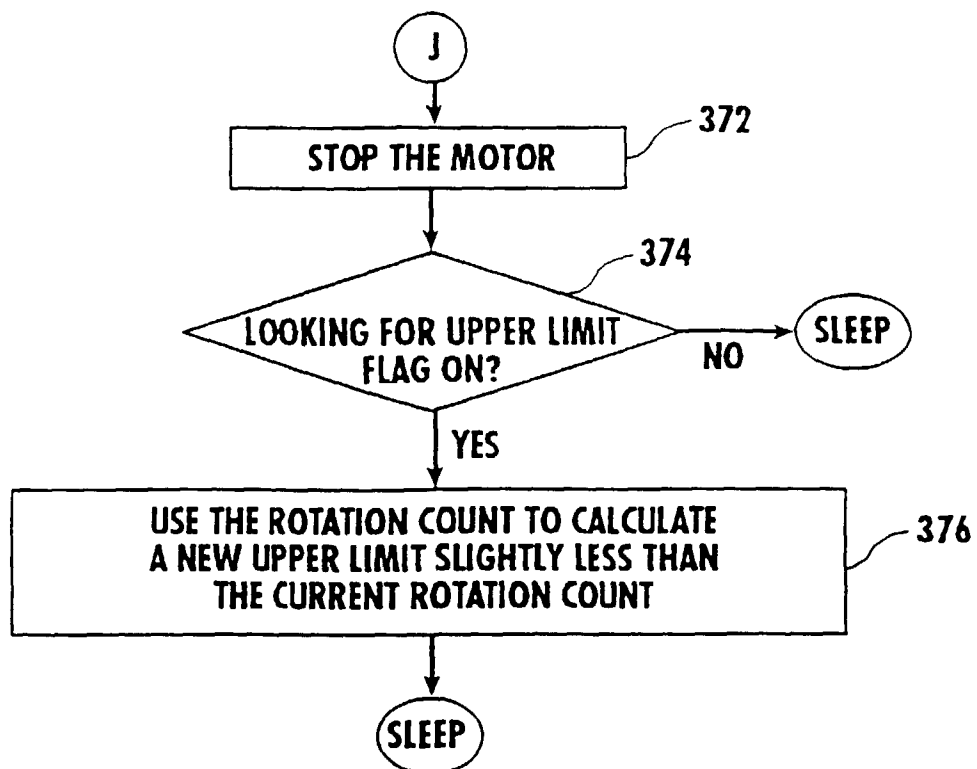 J
STOP THE MOTOR
372
374
LOOKING FOR UPPER LIMIT
FLAG ON?
NO
SLEEP
YES
USE THE ROTATION COUNT TO CALCULATE
A NEW UPPER LIMIT SLIGHTLY LESS THAN
THE CURRENT ROTATION COUNT
376
SLEEP